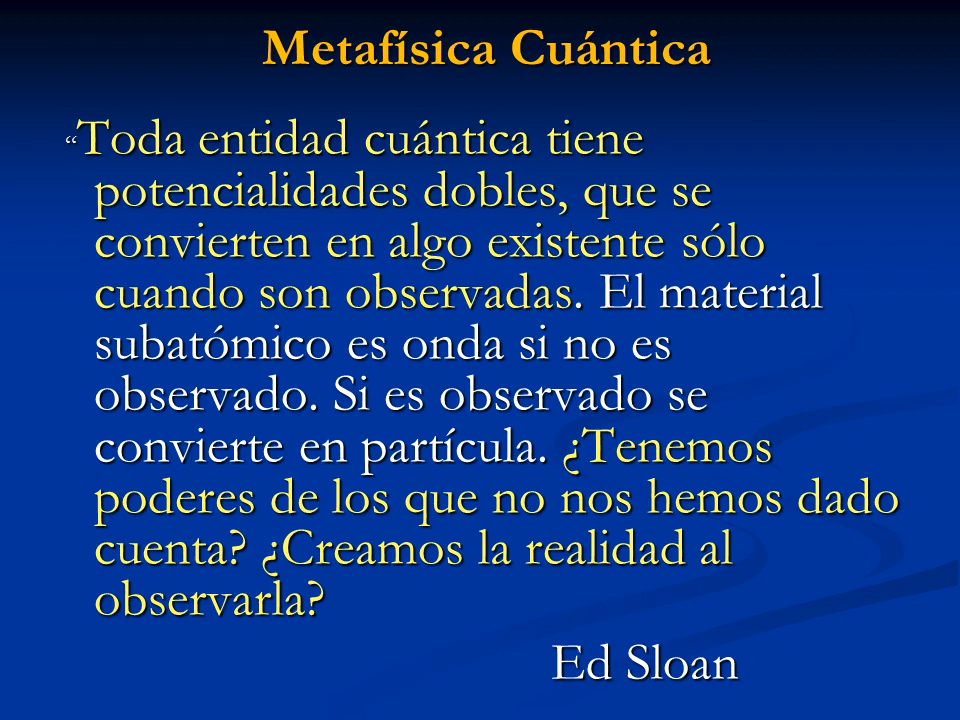 Metafísica Cuántica
“Toda entidad cuántica tiene
potencialidades dobles, que se
convierten en algo existente sólo
cuando son observadas. El material
subatómico es onda si no es
observado. Si es observado se
convierte en partícula. ¿Tenemos
poderes de los que no nos hemos dado
cuenta? ¿Creamos la realidad al
observarla?
Ed Sloan